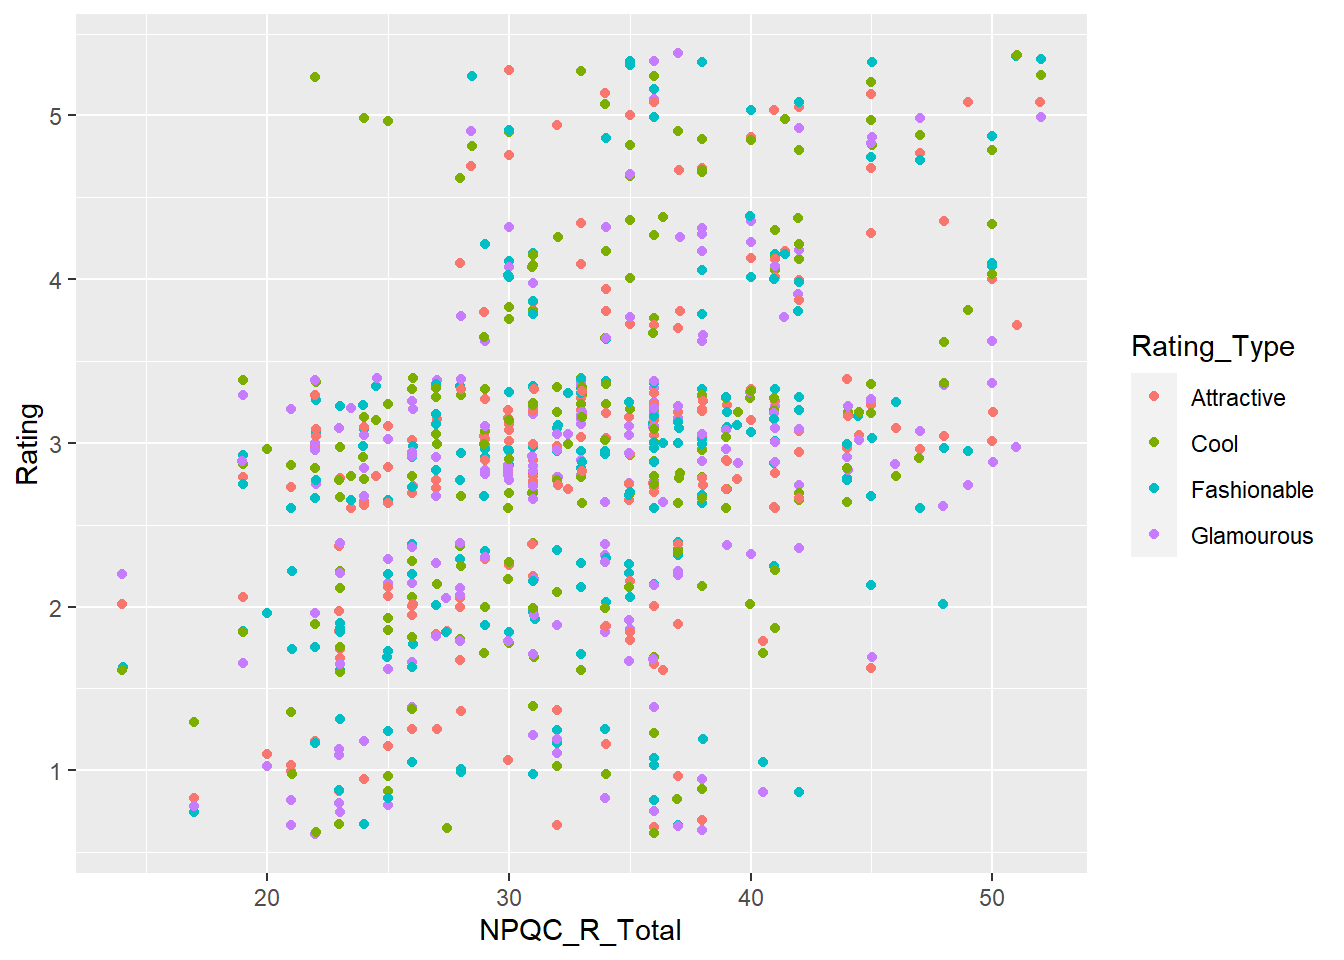 Rating
5
4
3
2
1
20 30 40 50
NPQC_R_Total
Rating_Type
Attractive
Cool
Fashionable
Glamourous